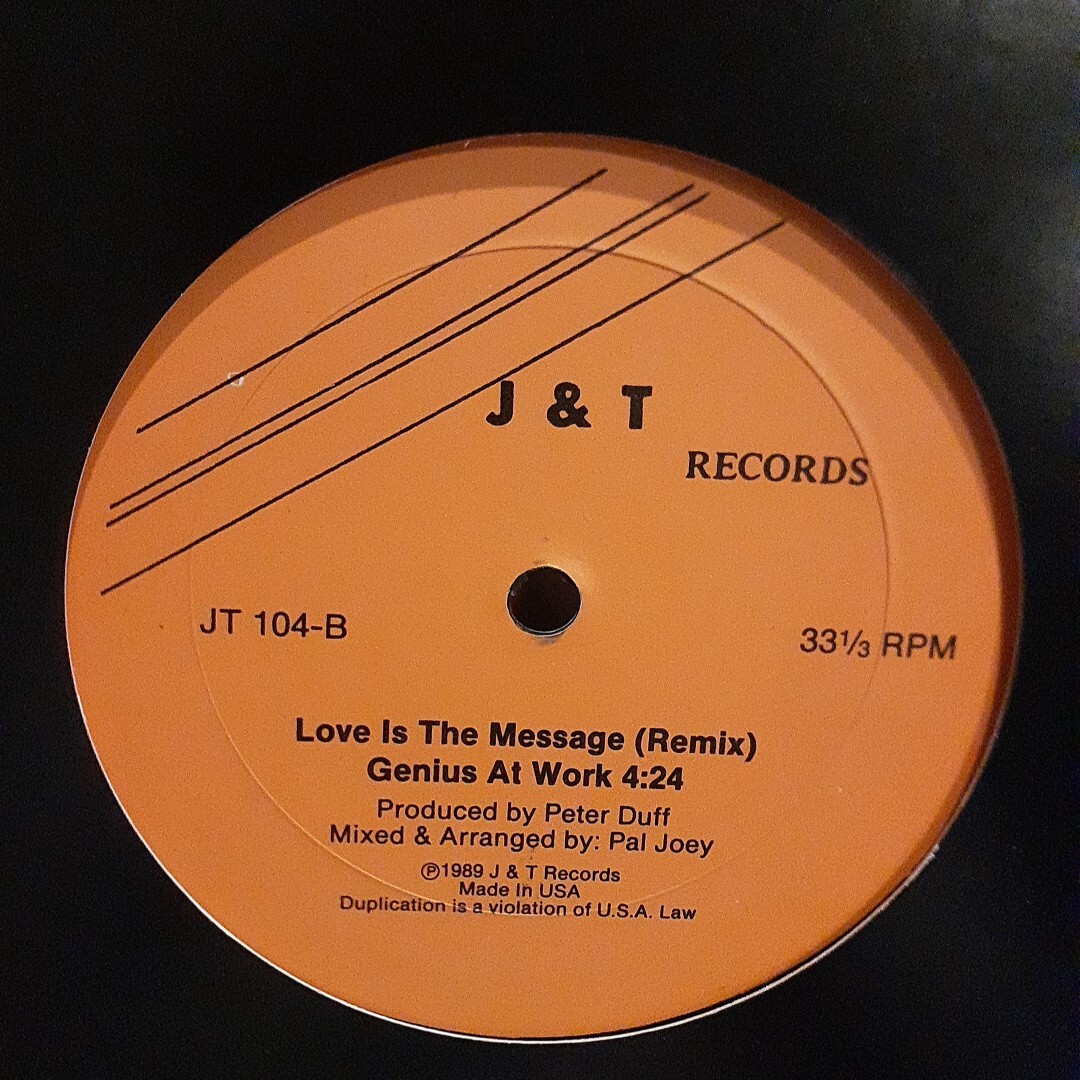 J & T
RECORDS
JT 104-B
33⅓ RPM
Love Is The Message (Remix)
Genius At Work 4:24
Produced by Peter Duff
Mixed & Arranged by: Pal Joey
℗1989 J & T Records
Made In USA
Duplication is a violation of U.S.A. Law